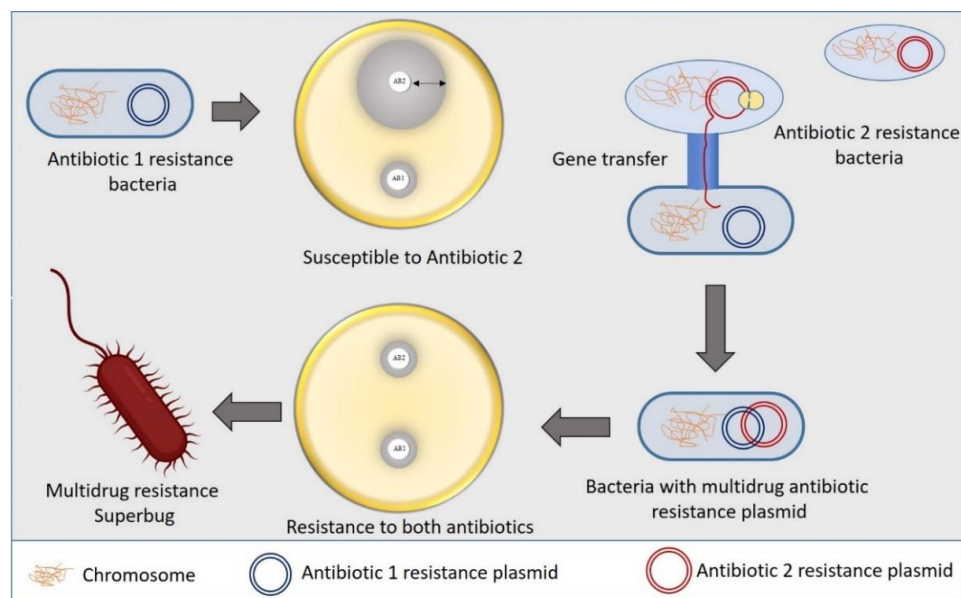 AB2
AB1
Antibiotic 1 resistance
bacteria
Susceptible to Antibiotic 2
Gene transfer
Antibiotic 2 resistance
bacteria
AB2
AB1
Multidrug resistance
Superbug
Resistance to both antibiotics
Bacteria with multidrug antibiotic
resistance plasmid
Chromosome
Antibiotic 1 resistance plasmid
Antibiotic 2 resistance plasmid